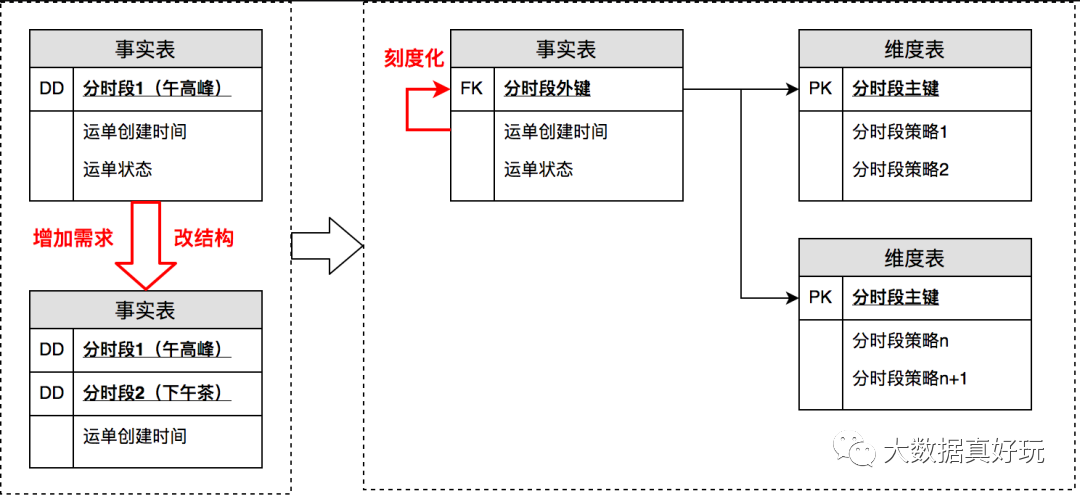 事实表
DD 分时段1（午高峰）
运单创建时间
运单状态
增加需求 改结构
事实表
DD 分时段1（午高峰）
DD 分时段2（下午茶）
运单创建时间
刻度化
事实表
FK 分时段外键
运单创建时间
运单状态
维度表
PK 分时段主键
分时段策略1
分时段策略2
维度表
PK 分时段主键
分时段策略n
分时段策略n+1
大数据真好玩